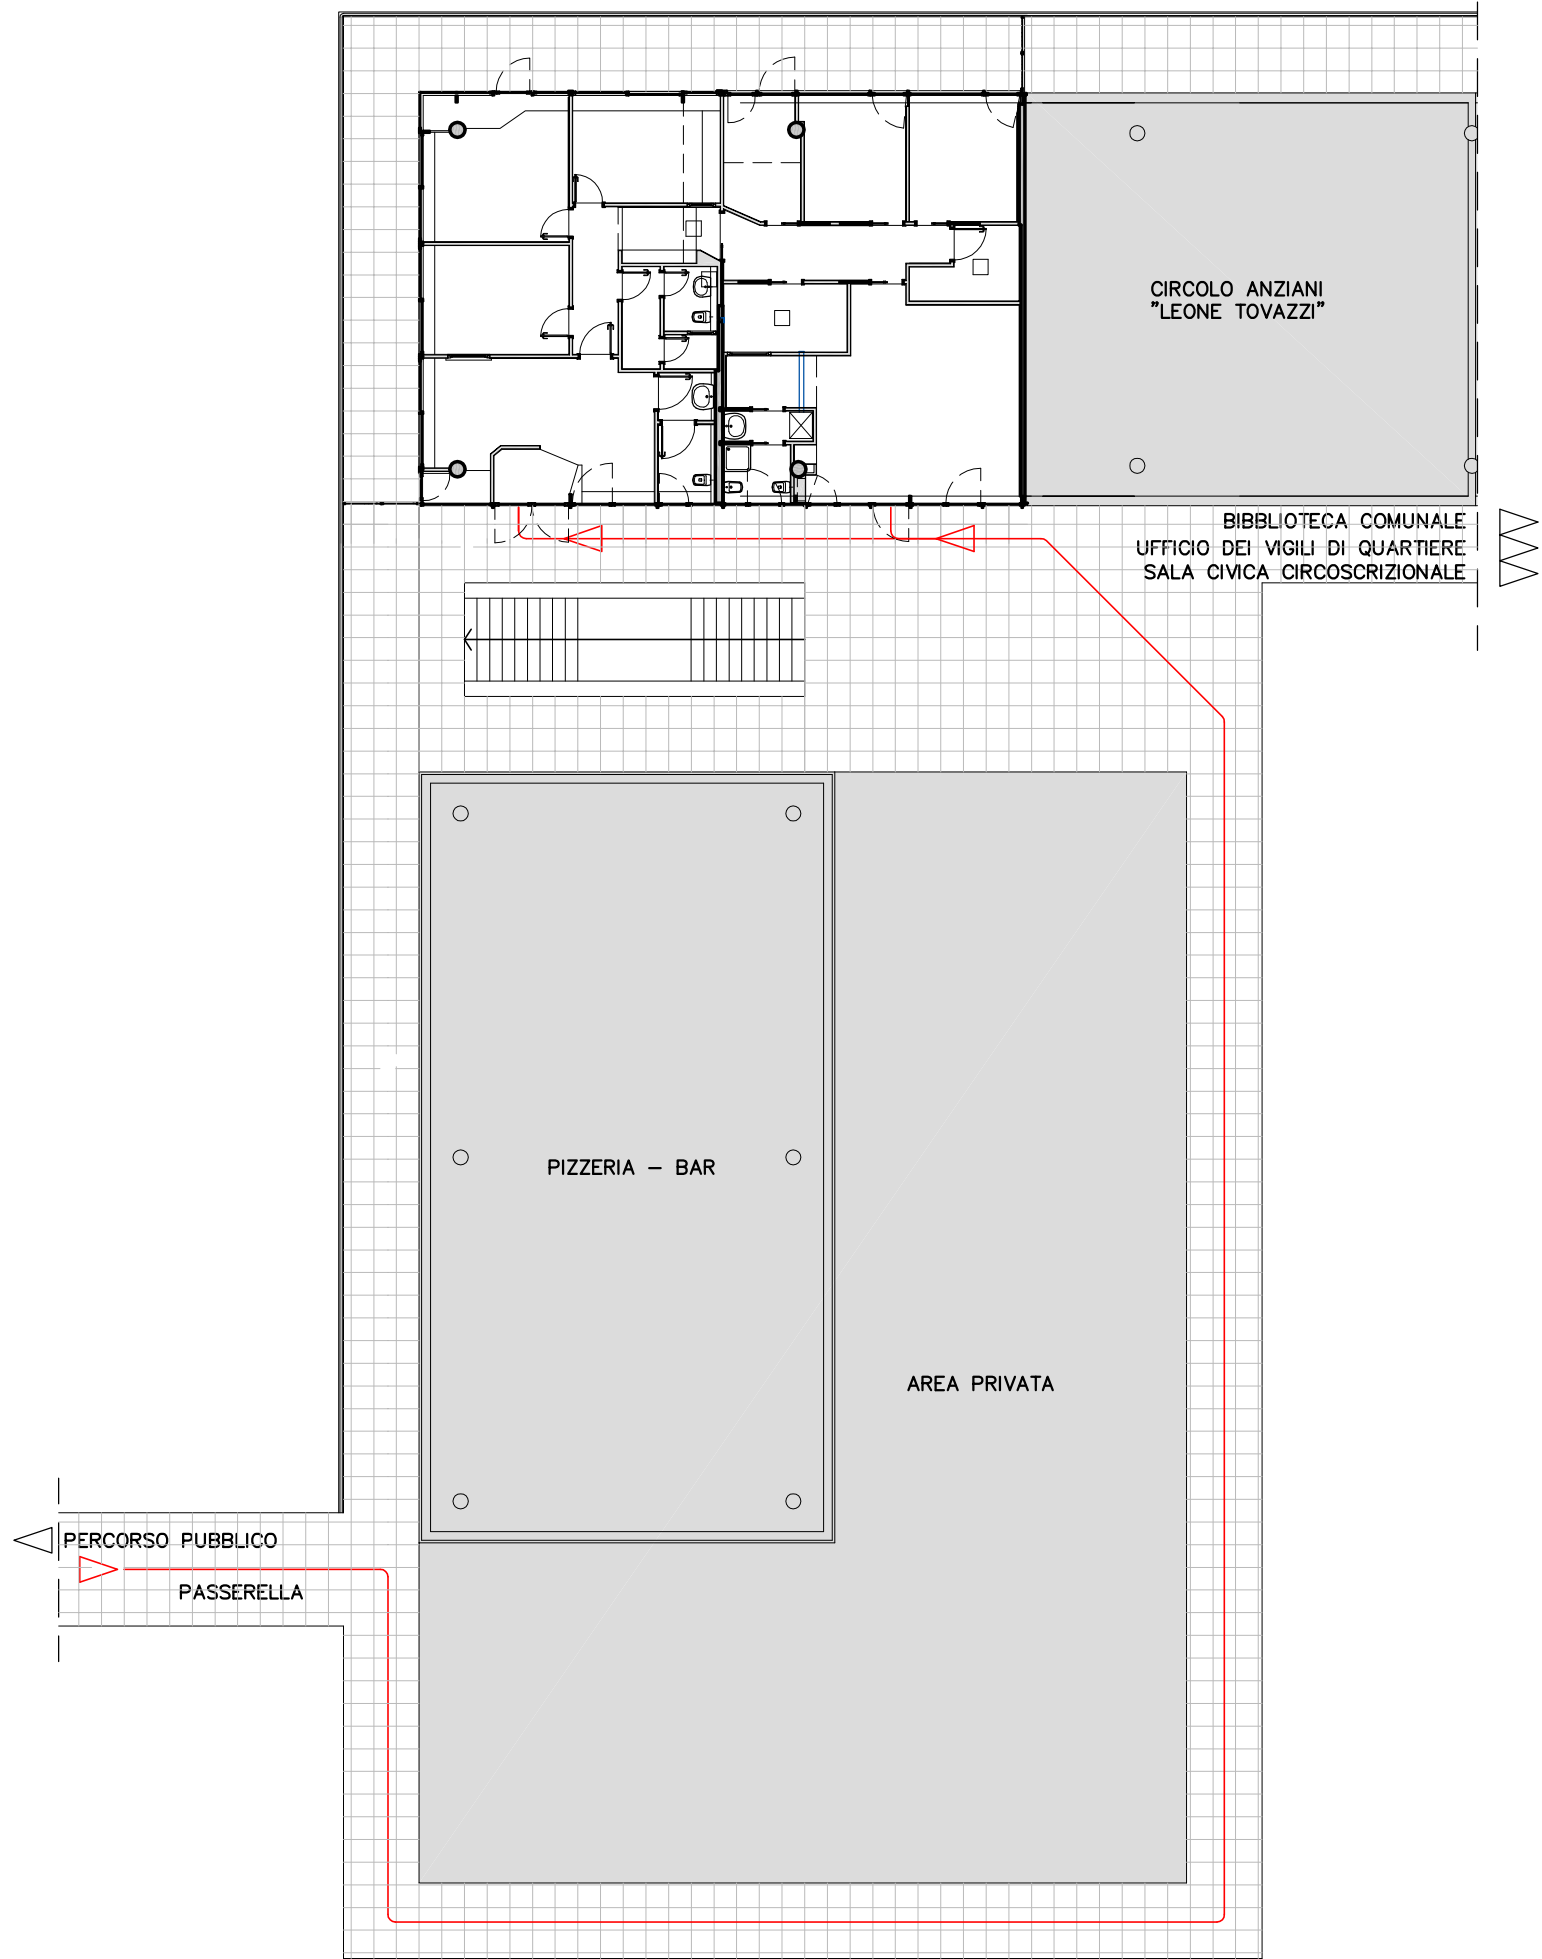 CIRCOLO ANZIANI
"LEONE TOVAZZI"
BIBBLIOTECA COMUNALE
UFFICIO DEI VIGILI DI QUARTIERE
SALA CIVICA CIRCOSCRIZIONALE
PIZZERIA – BAR
AREA PRIVATA
PERCORSO PUBBLICO
PASSERELLA